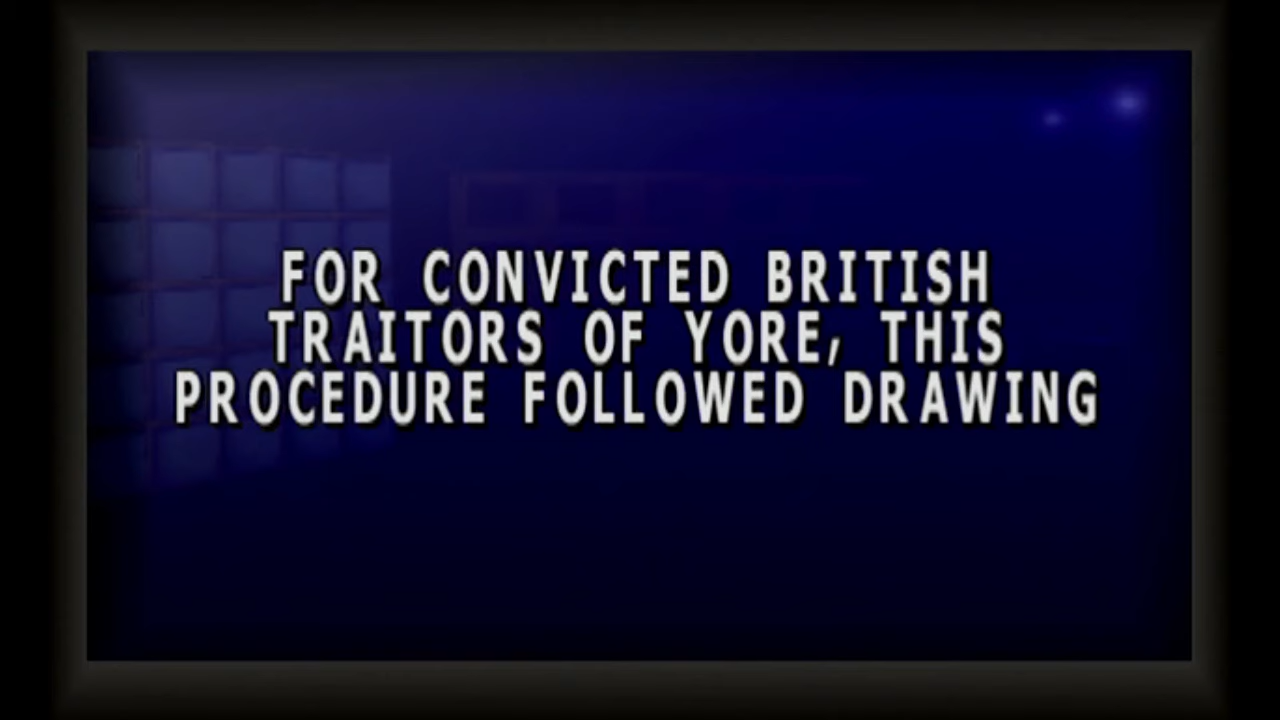 FOR CONVICTED BRITISH
TRAITORS OF YORE, THIS
PROCEDURE FOLLOWED DRAWING